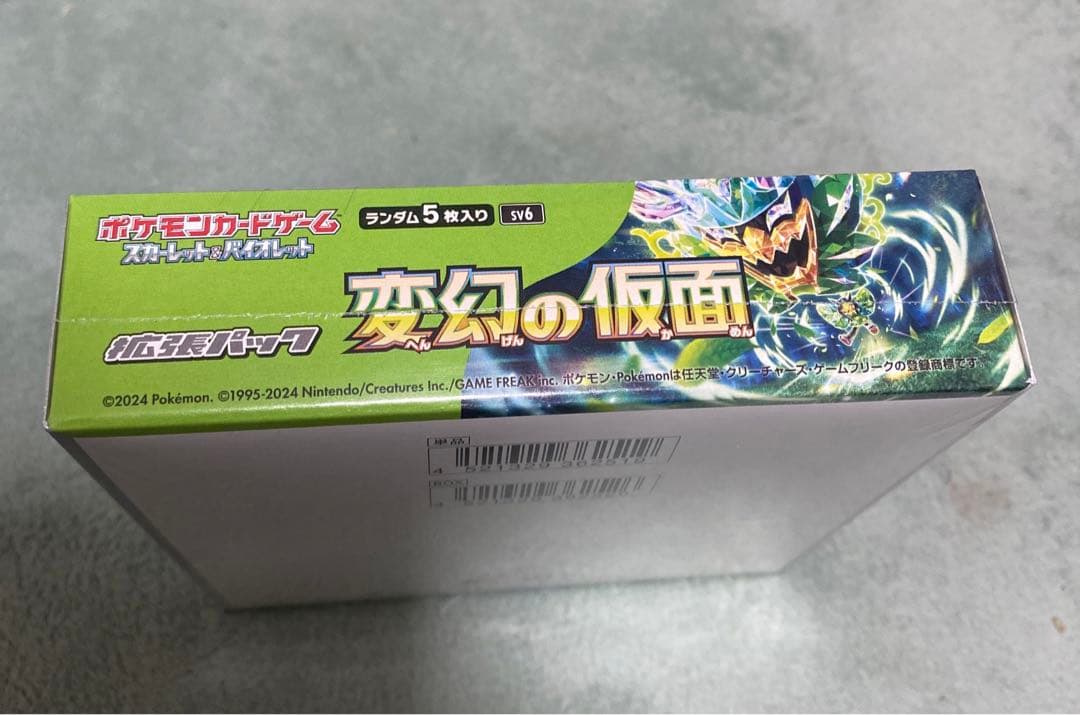 ポケモンカードゲーム™
スカーレット&バイオレット
ランダム5枚入り SV6
拡張パック
変幻の仮面
へんげんのかめん
©2024 Pokémon. ©1995-2024 Nintendo/Creatures Inc./GAME FREAK inc. ポケモン・Pokémonは任天堂・クリーチャーズ・ゲームフリークの登録商標です。
単品
4 521329 362519
BOX